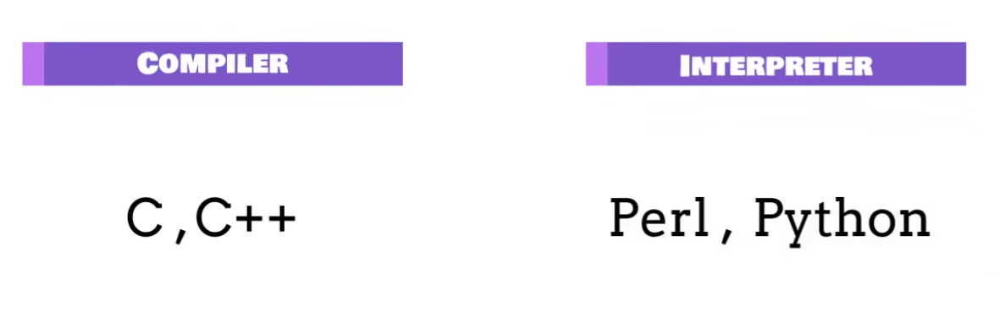 COMPILER
INTERPRETER
C ,C++
Perl, Python